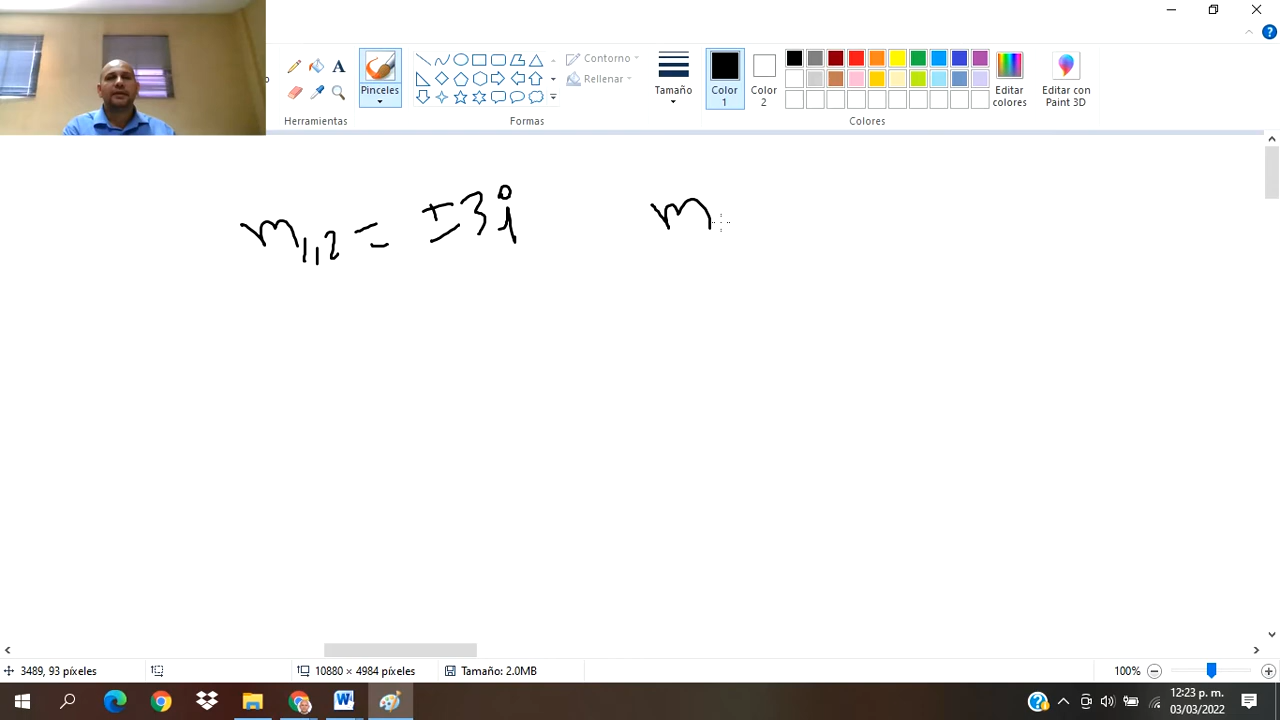 Contorno
Rellenar
Pinceles
Tamaño
Color 1
Color 2
Editar colores
Editar con Paint 3D
Herramientas
Formas
Colores
m1,2 = ±3i m
3489, 93 píxeles
10880 × 4984 píxeles
Tamaño: 2.0MB
100%
12:23 p. m.
03/03/2022